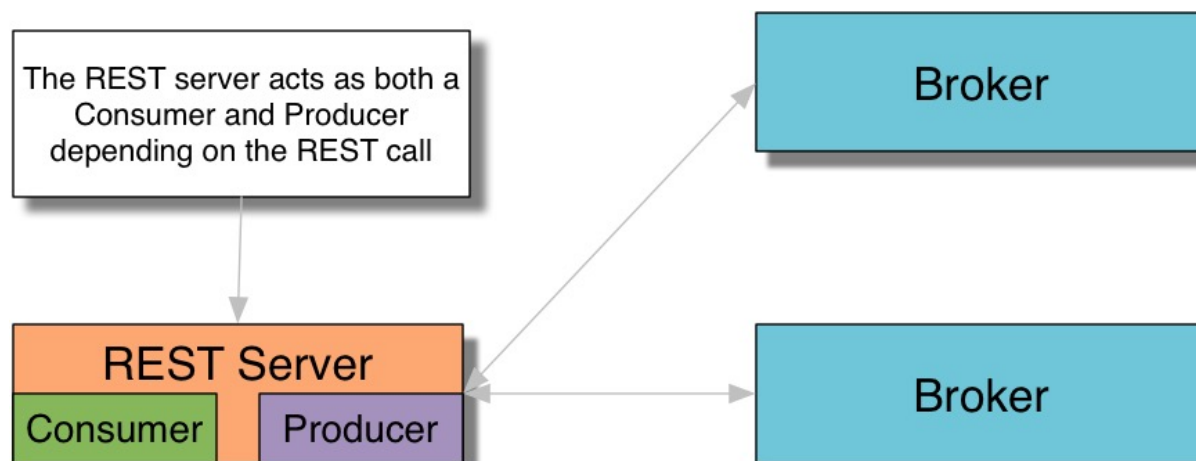 The REST server acts as both a
Consumer and Producer
depending on the REST call
Broker
REST Server
Consumer
Producer
Broker